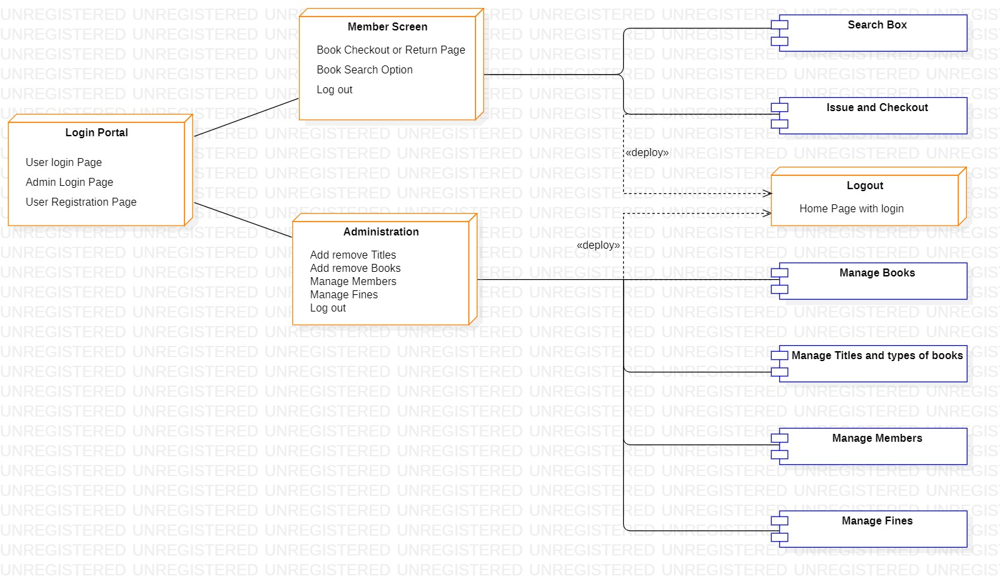 Member Screen
Book Checkout or Return Page
Book Search Option
Log out
Login Portal
User login Page
Admin Login Page
User Registration Page
Administration
Add remove Titles
Add remove Books
Manage Members
Manage Fines
Log out
Search Box
Issue and Checkout
«deploy»
Logout
Home Page with login
«deploy»
Manage Books
Manage Titles and types of books
Manage Members
Manage Fines
UNREGISTERED